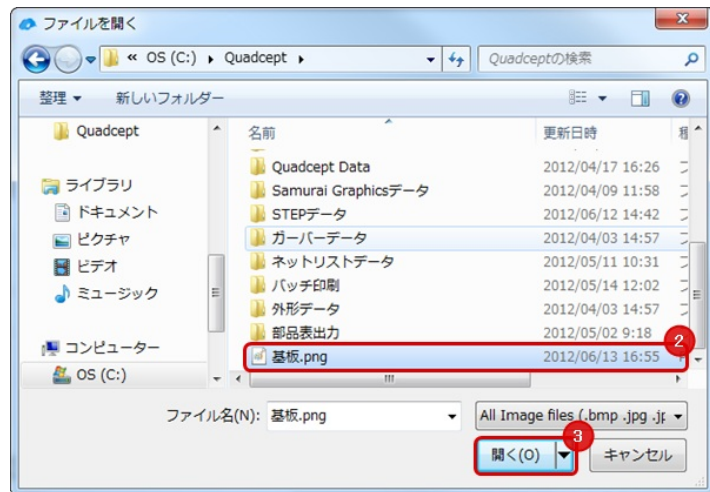 ファイルを開く
« OS (C:) ▸ Quadcept ▸
Quadceptの検索
整理 新しいフォルダー
Quadcept
ライブラリ
ドキュメント
ピクチャ
ビデオ
ミュージック
コンピューター
OS (C:)
名前 更新日時 種
Quadcept Data 2012/04/17 16:26 フ
Samurai Graphicsデータ 2012/04/09 11:58 フ
STEPデータ 2012/06/12 14:42 フ
ガーバーデータ 2012/04/03 14:57 フ
ネットリストデータ 2012/05/11 10:31 フ
バッチ印刷 2012/05/14 12:02 フ
外形データ 2012/04/03 14:57 フ
部品表出力 2012/05/02 9:18
2
基板.png 2012/06/13 16:55
ファイル名(N): 基板.png All Image files (.bmp .jpg
3
開く(O) キャンセル